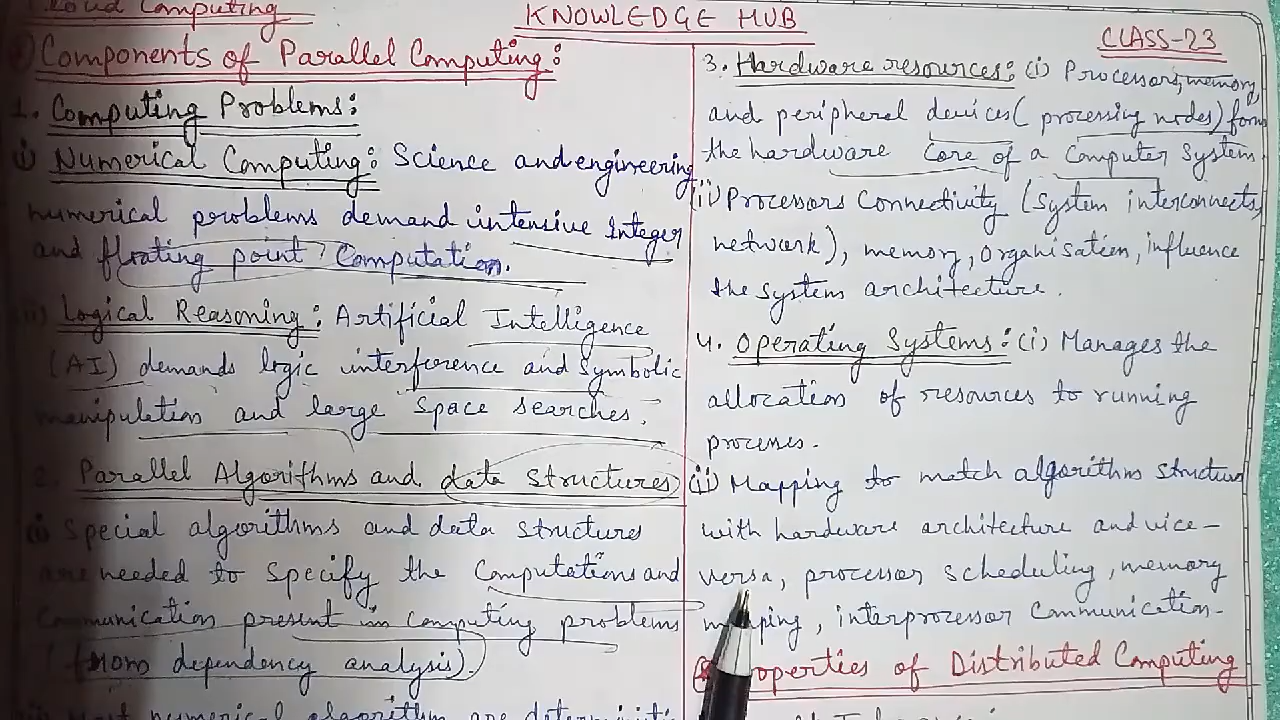 Cloud Computing
KNOWLEDGE HUB
CLASS-23
Components of Parallel Computing:
1. Computing Problems:
i) Numerical Computing: Science and engineering
numerical problems demand intensive Integer
and floating point Computation.
ii) Logical Reasoning: Artificial Intelligence
(AI) demands logic interference and Symbolic
manipulation and large Space searches.
2. Parallel Algorithms and data structures
i) Special algorithms and data structures
are needed to specify the Computations and
Communication present in computing problems
(from dependency analysis).
numerical algorithm are
3. Hardware resources: (i) Processors, memory,
and peripheral devices (processing nodes) form
the hardware Core of a Computer System.
(ii) Processors Connectivity (System interconnects,
network), memory, organisation, influence
the system architecture.
4. Operating Systems: (i) Manages the
allocation of resources to running
processes.
(ii) Mapping to match algorithms structure
with hardware architecture and vice-
versa, processor scheduling, memory
mapping, interprocessor Communication.
Properties of Distributed Computing